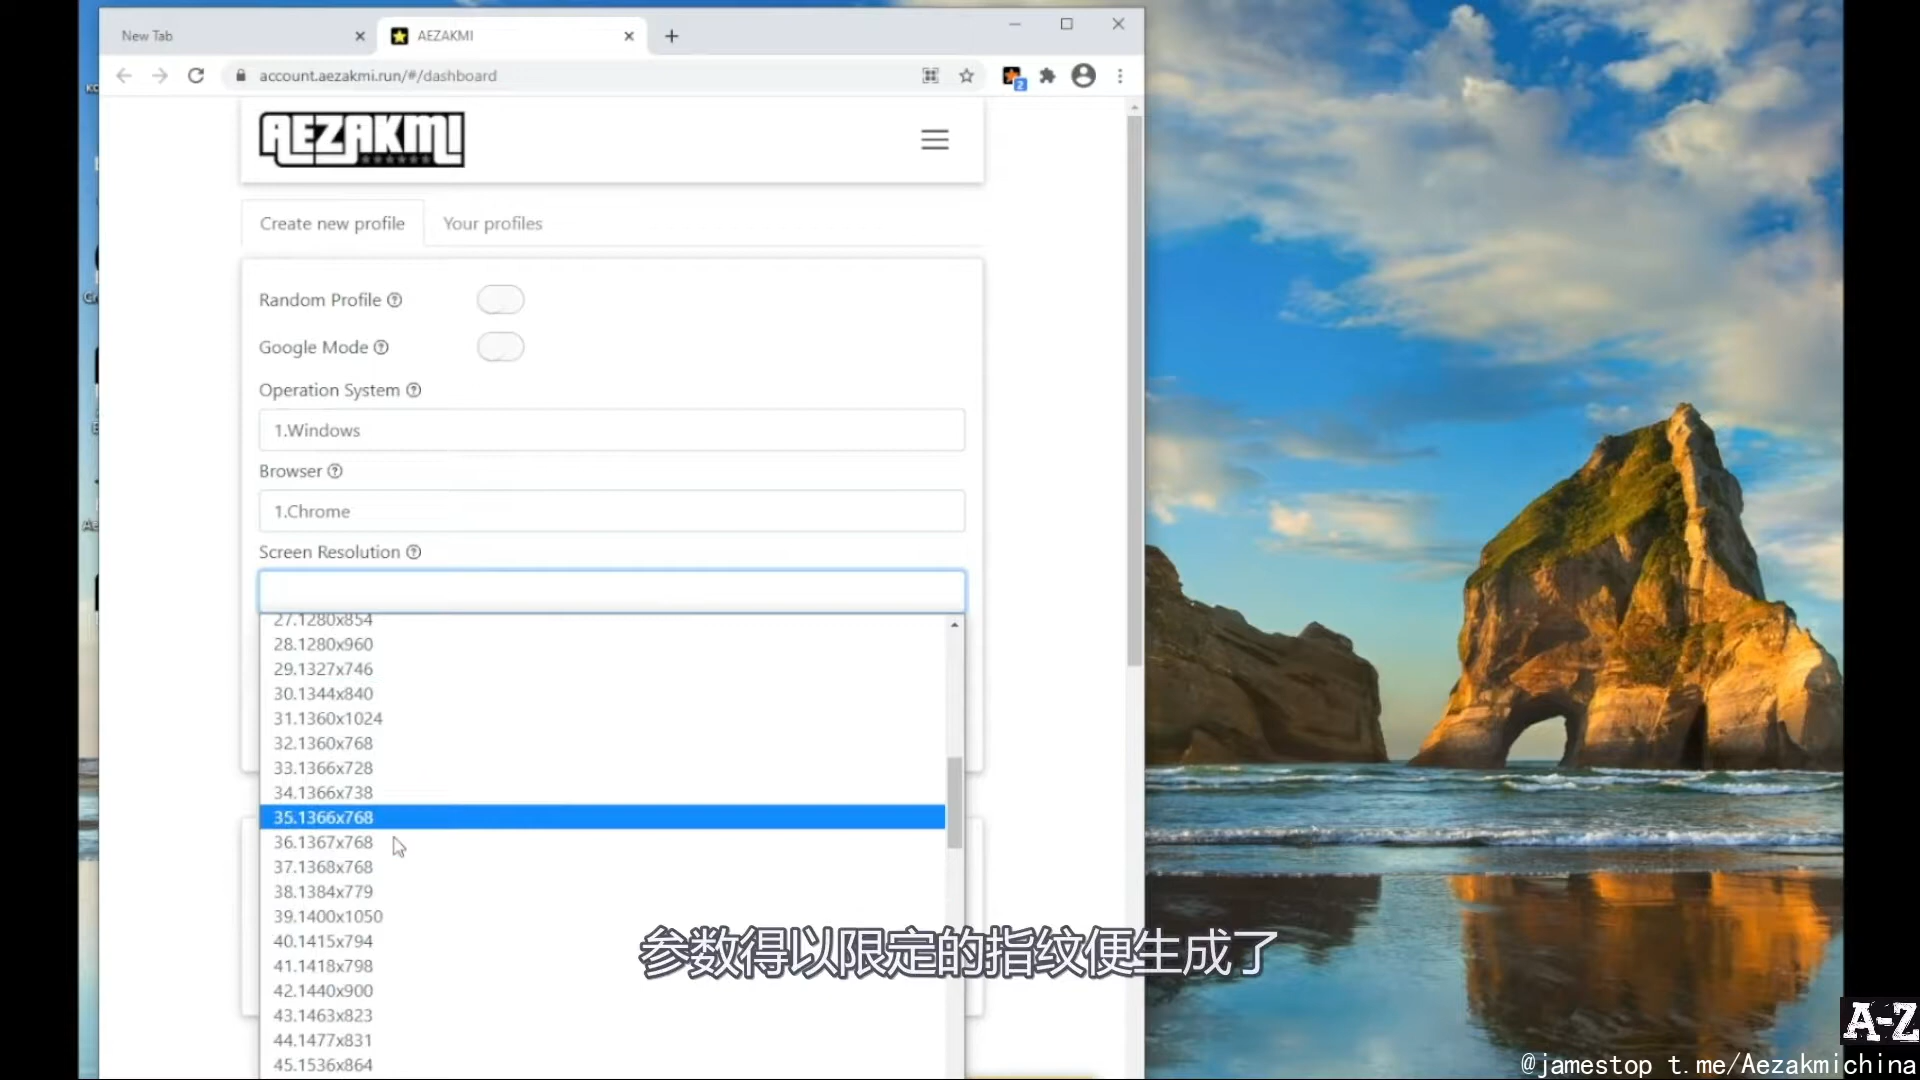 New Tab
AEZAKMI
account.aezakmi.run/#/dashboard
2
AEZAKMI
Create new profile
Your profiles
Random Profile
Google Mode
Operation System
1.Windows
Browser
1.Chrome
Screen Resolution
27.1280x854
28.1280x960
29.1327x746
30.1344x840
31.1360x1024
32.1360x768
33.1366x728
34.1366x738
35.1366x768
36.1367x768
37.1368x768
38.1384x779
39.1400x1050
40.1415x794
41.1418x798
42.1440x900
43.1463x823
44.1477x831
45.1536x864
参数得以限定的指纹便生成了
A-Z
@jamestop t.me/Aezakmichina